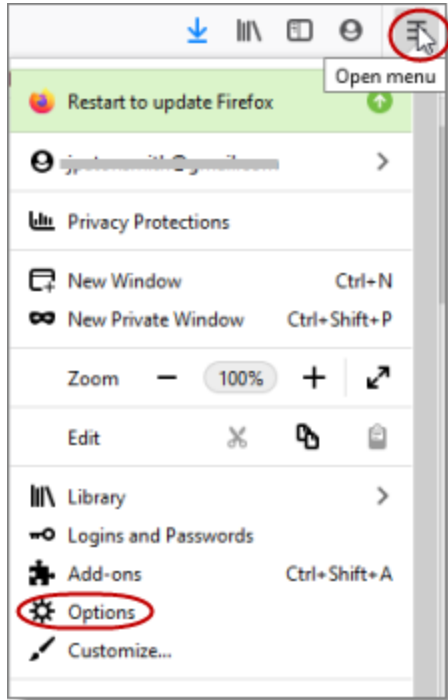 Open menu
Restart to update Firefox
Privacy Protections
New Window Ctrl+N
New Private Window Ctrl+Shift+P
Zoom 100%
Edit
Library
Logins and Passwords
Add-ons Ctrl+Shift+A
Options
Customize...